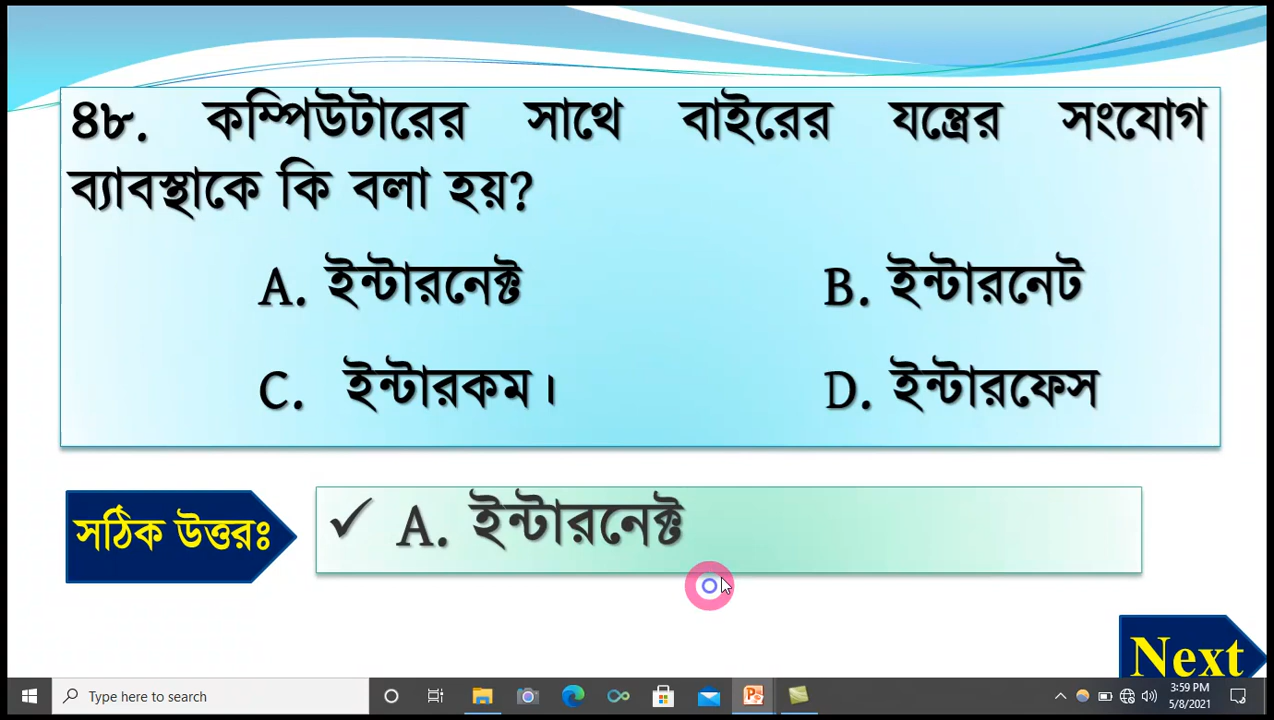 ৪৮. কম্পিউটারের সাথে বাইরের যন্ত্রের সংযোগ
ব্যাবস্থাকে কি বলা হয়?
A. ইন্টারনেক্ট B. ইন্টারনেট
C. ইন্টারকম। D. ইন্টারফেস
সঠিক উত্তরঃ ✓ A. ইন্টারনেক্ট
Next
Type here to search
3:59 PM
5/8/2021